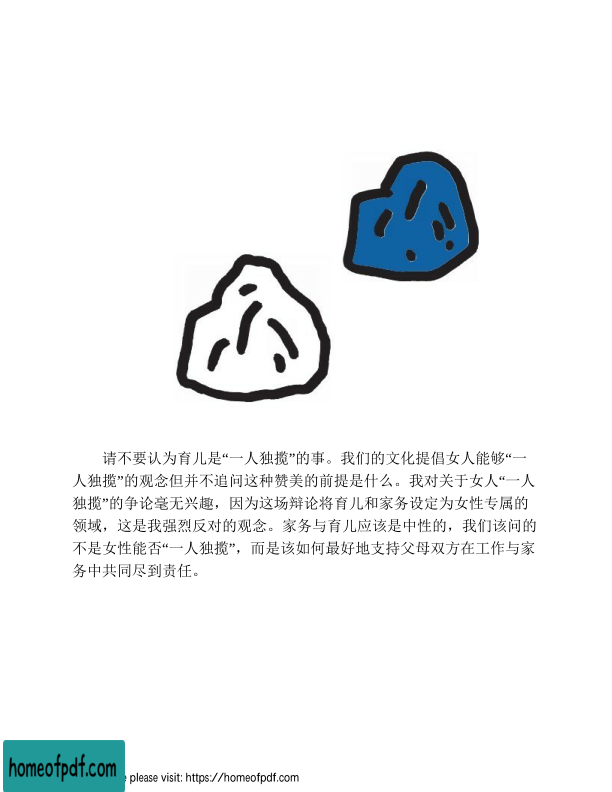 请不要认为育儿是“一人独揽”的事。我们的文化提倡女人能够“一
人独揽”的观念但并不追问这种赞美的前提是什么。我对关于女人“一人
独揽”的争论毫无兴趣，因为这场辩论将育儿和家务设定为女性专属的
领域，这是我强烈反对的观念。家务与育儿应该是中性的，我们该问的
不是女性能否“一人独揽”，而是该如何最好地支持父母双方在工作与家
务中共同尽到责任。
homeofpdf.com
please visit: https://homeofpdf.com